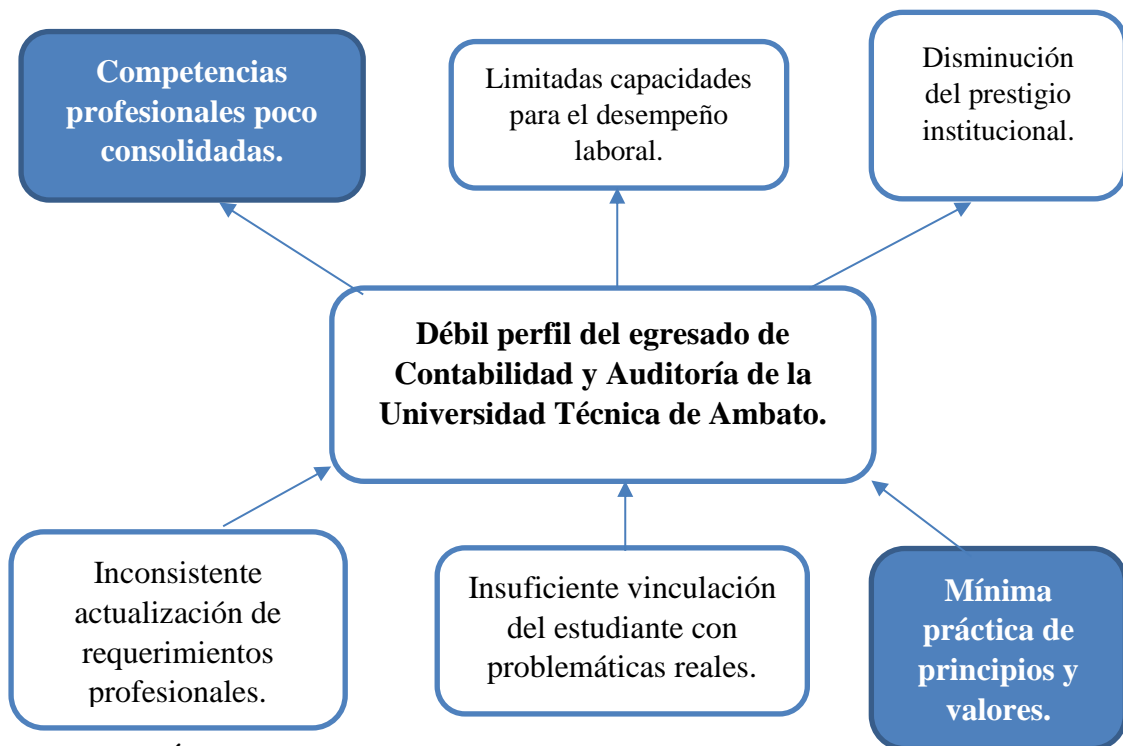 Competencias
profesionales poco
consolidadas.
Limitadas capacidades
para el desempeño
laboral.
Disminución
del prestigio
institucional.
Débil perfil del egresado de
Contabilidad y Auditoría de la
Universidad Técnica de Ambato.
Inconsistente
actualización de
requerimientos
profesionales.
Insuficiente vinculación
del estudiante con
problemáticas reales.
Mínima
práctica de
principios y
valores.